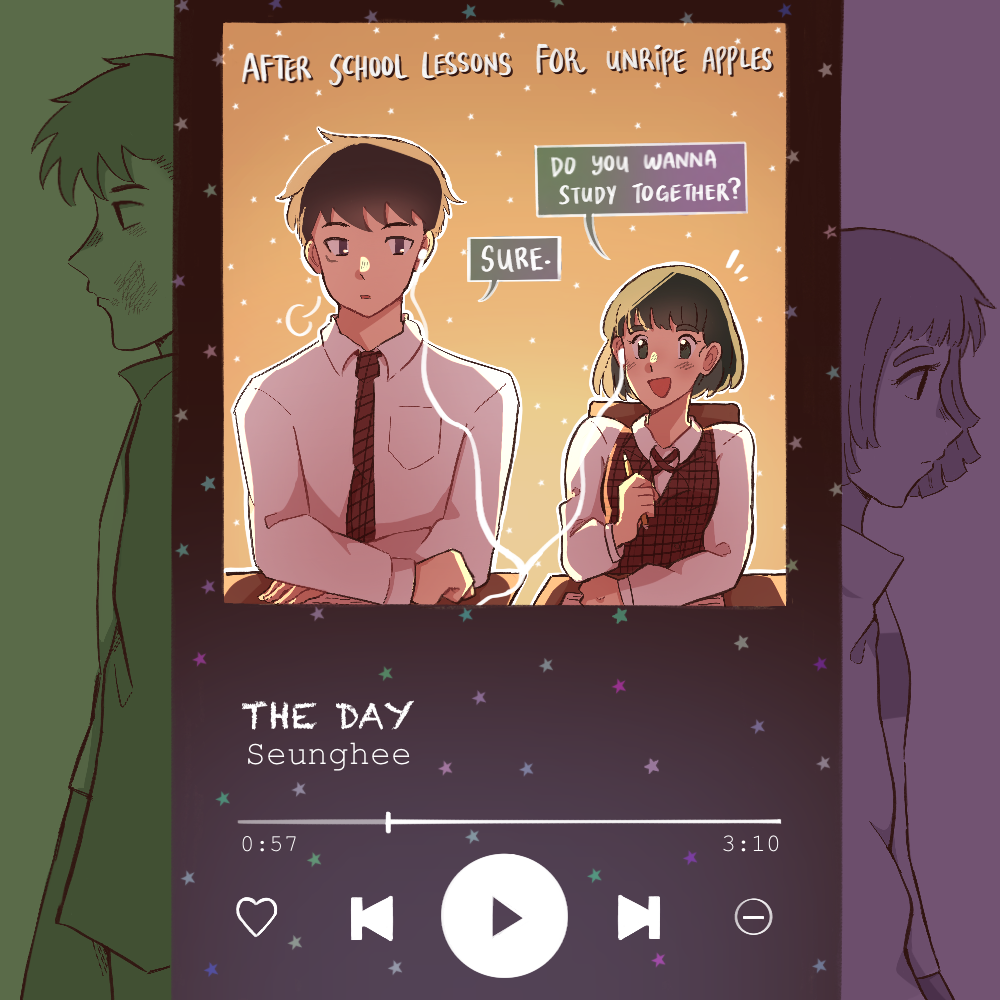 AFTER SCHOOL LESSONS FOR UNRIPE APPLES
DO YOU WANNA
STUDY TOGETHER?
SURE.
THE DAY
Seunghee
0:57
3:10